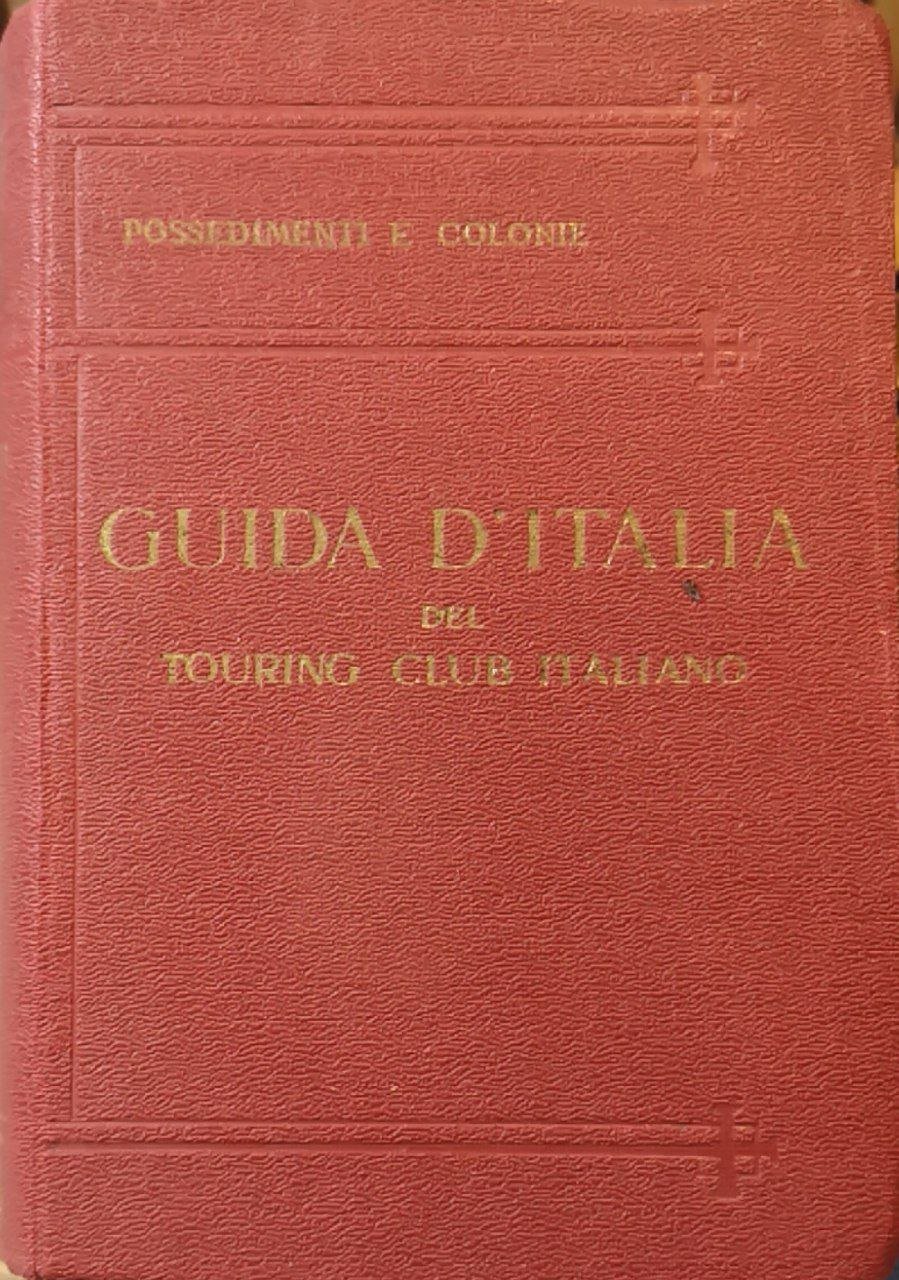 POSSEDIMENTI E COLONIE
GUIDA D'ITALIA
DEL
TOURING CLUB ITALIANO